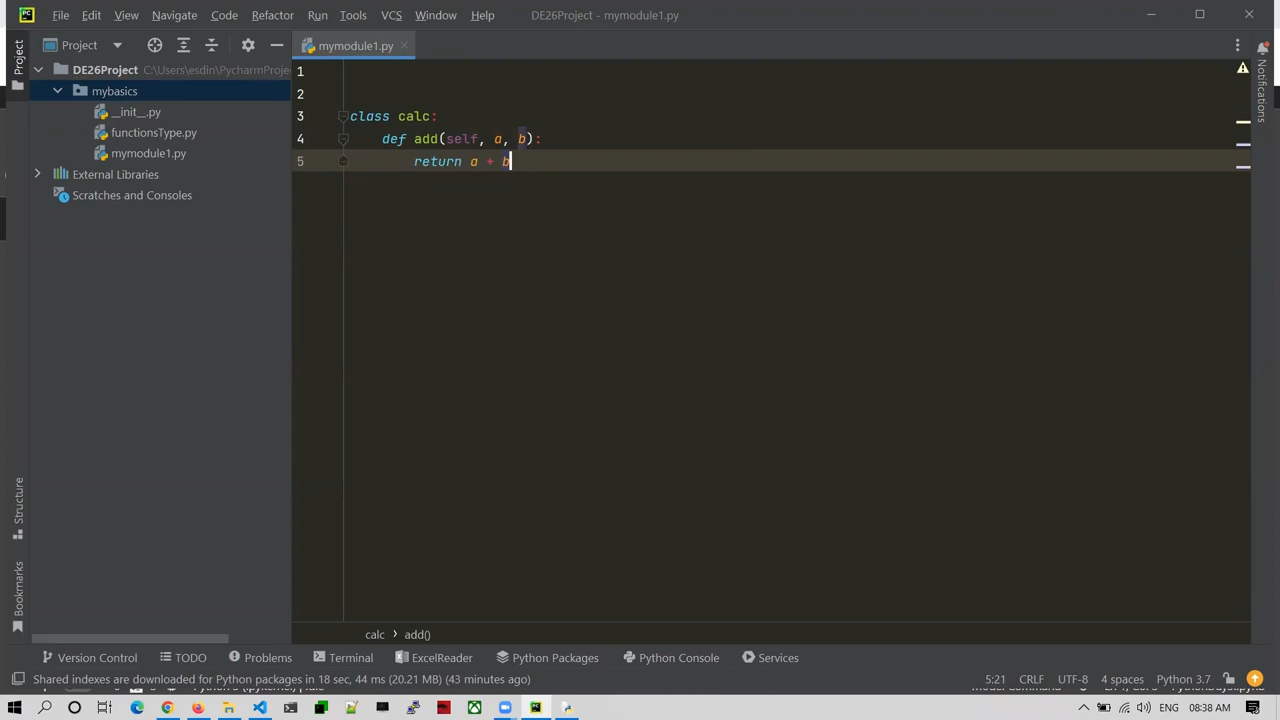 File Edit View Navigate Code Refactor Run Tools VCS Window Help DE26Project - mymodule1.py
Project Project mymodule1.py
DE26Project C:\Users\esdin\PycharmProje
mybasics
__init__.py
functionsType.py
mymodule1.py
External Libraries
Scratches and Consoles
1
2
3 class calc:
4 def add(self, a, b):
5 return a + b
Notifications
Structure
Bookmarks
calc > add()
Version Control TODO Problems Terminal ExcelReader Python Packages Python Console Services
Shared indexes are downloaded for Python packages in 18 sec, 44 ms (20.21 MB) (43 minutes ago) 5:21 CRLF UTF-8 4 spaces Python 3.7
08:38 AM
ENG